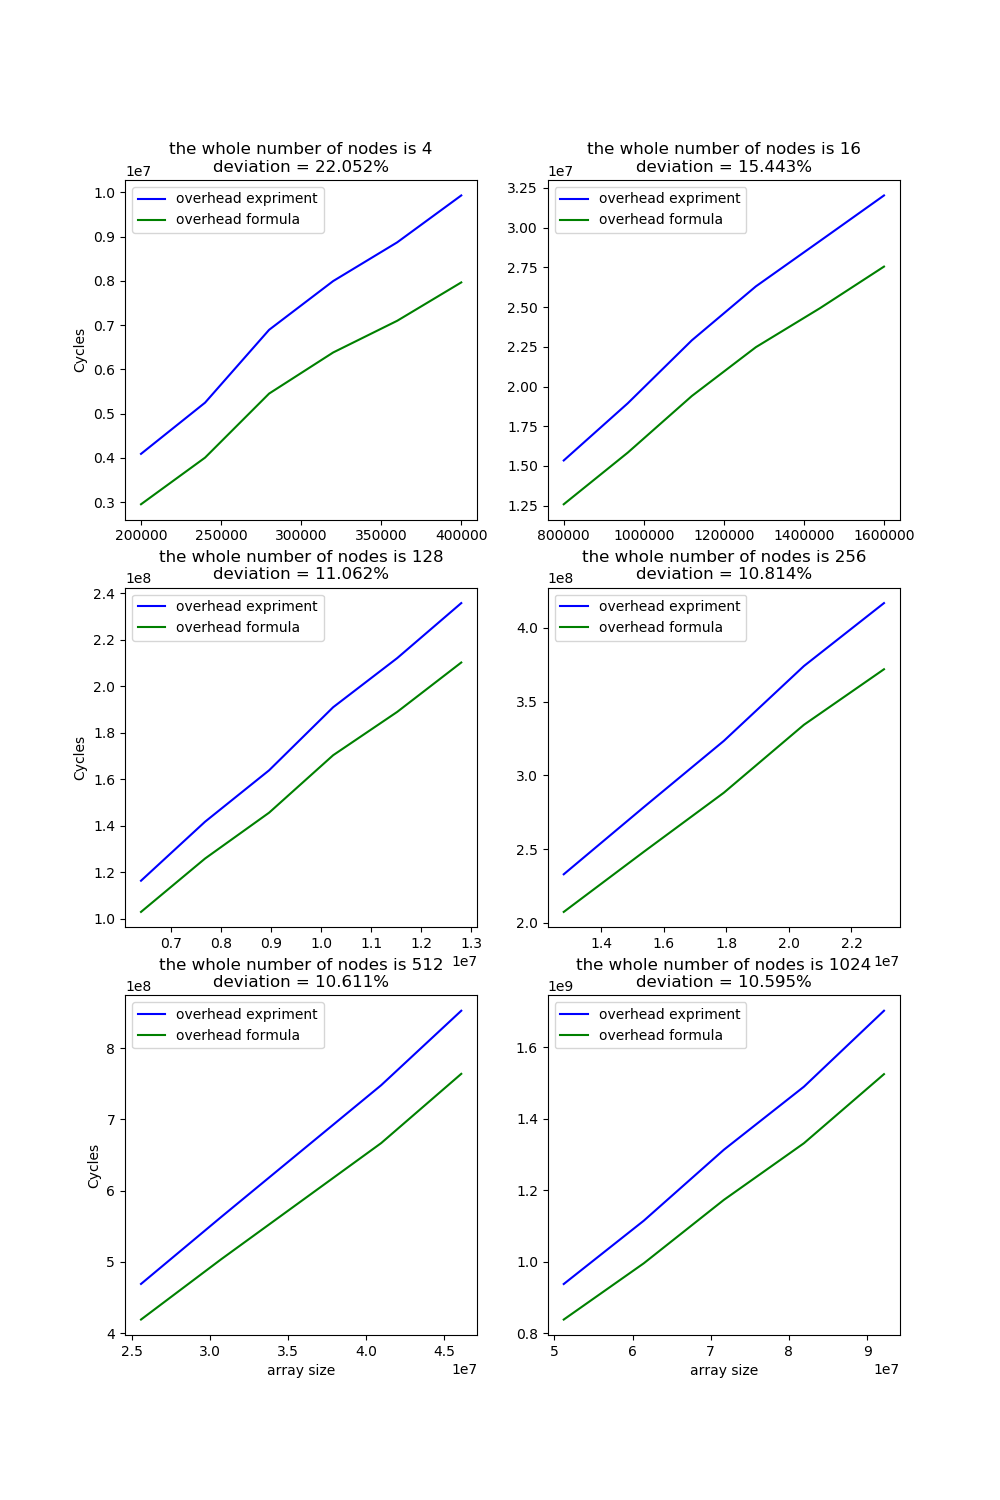 the whole number of nodes is 4
deviation = 22.052%
1e7
overhead expriment
overhead formula
1.0
0.9
0.8
0.7
0.6
0.5
0.4
0.3
Cycles
200000 250000 300000 350000 400000
the whole number of nodes is 16
deviation = 15.443%
1e7
overhead expriment
overhead formula
3.25
3.00
2.75
2.50
2.25
2.00
1.75
1.50
1.25
800000 1000000 1200000 1400000 1600000
the whole number of nodes is 128
deviation = 11.062%
1e8
overhead expriment
overhead formula
2.4
2.2
2.0
1.8
1.6
1.4
1.2
1.0
Cycles
0.7 0.8 0.9 1.0 1.1 1.2 1.3
1e7
the whole number of nodes is 256
deviation = 10.814%
1e8
overhead expriment
overhead formula
4.0
3.5
3.0
2.5
2.0
1.4 1.6 1.8 2.0 2.2
1e7
the whole number of nodes is 512
deviation = 10.611%
1e8
overhead expriment
overhead formula
8
7
6
5
4
Cycles
2.5 3.0 3.5 4.0 4.5
array size
1e7
the whole number of nodes is 1024
deviation = 10.595%
1e9
overhead expriment
overhead formula
1.6
1.4
1.2
1.0
0.8
5 6 7 8 9
array size
1e7